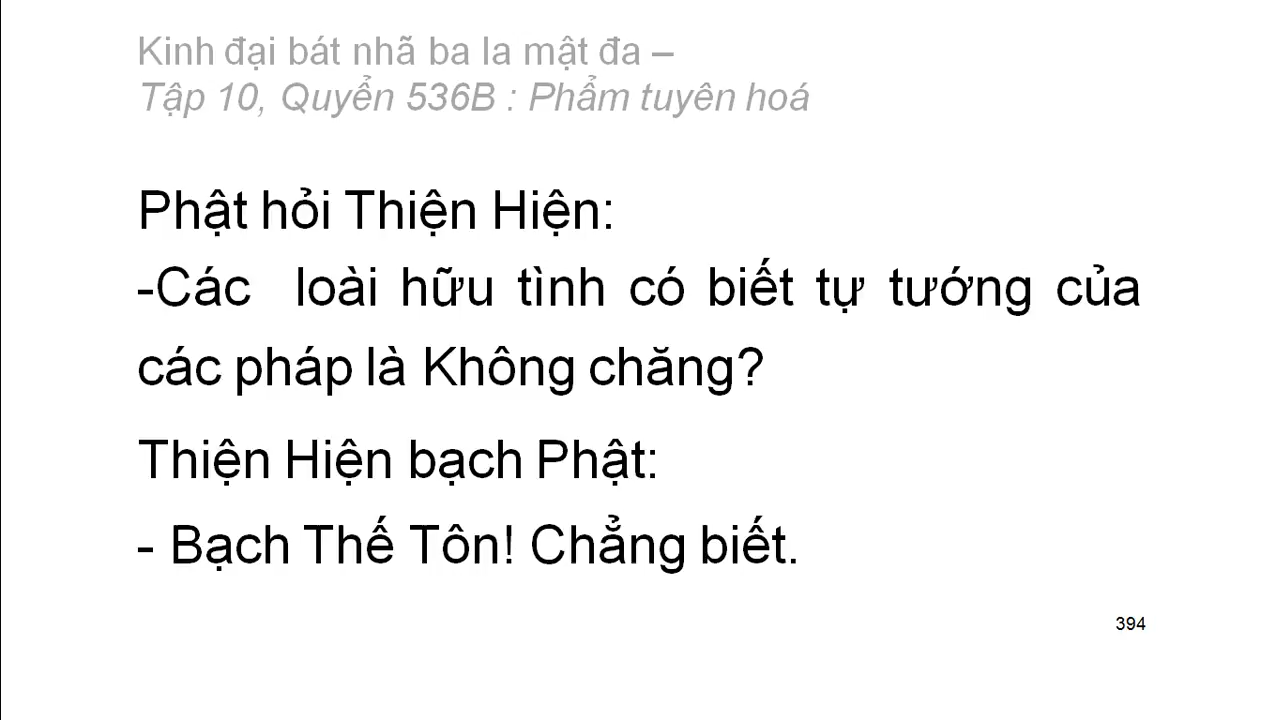 Kinh đại bát nhã ba la mật đa –
Tập 10, Quyển 536B : Phẩm tuyên hoá
Phật hỏi Thiện Hiện:
-Các loài hữu tình có biết tự tướng của
các pháp là Không chăng?
Thiện Hiện bạch Phật:
- Bạch Thế Tôn! Chẳng biết.
394